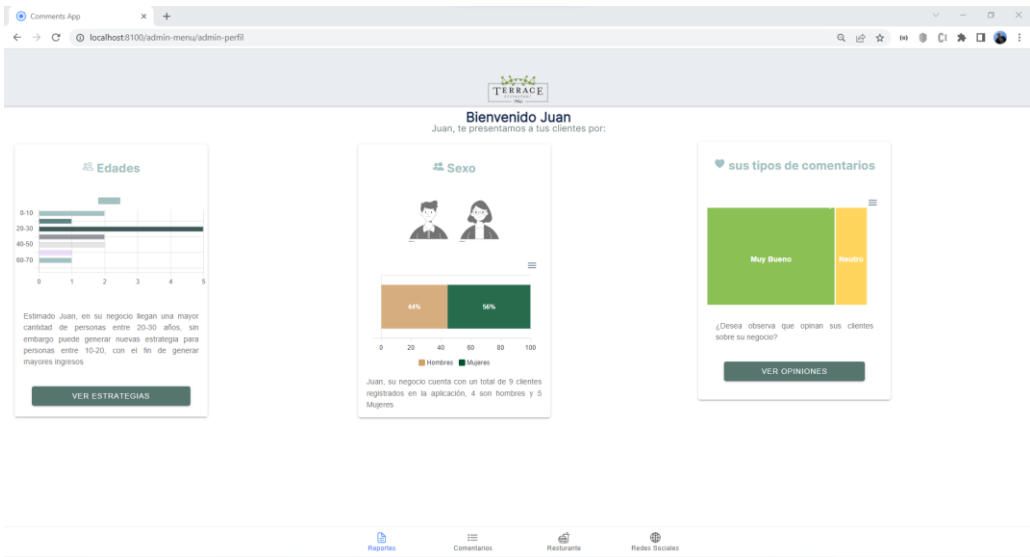 Comments App
localhost:8100/admin-menu/admin-perfil
TERRACE
Bienvenido Juan
Juan, te presentamos a tus clientes por:
Edades
0-10
20-30
40-50
60-70
0 1 2 3 4 5
Estimado Juan, en su negocio llegan una mayor
cantidad de personas entre 20-30 años, sin
embargo puede generar nuevas estrategia para
personas entre 10-20, con el fin de generar
mayores ingresos
VER ESTRATEGIAS
Sexo
44% 56%
0 20 40 60 80 100
Hombres Mujeres
Juan, su negocio cuenta con un total de 9 clientes
registrados en la aplicación, 4 son hombres y 5
Mujeres
sus tipos de comentarios
Muy Bueno Neutro
¿Desea observa que opinan sus clientes
sobre su negocio?
VER OPINIONES
Reportes Comentarios Resturante Redes Sociales